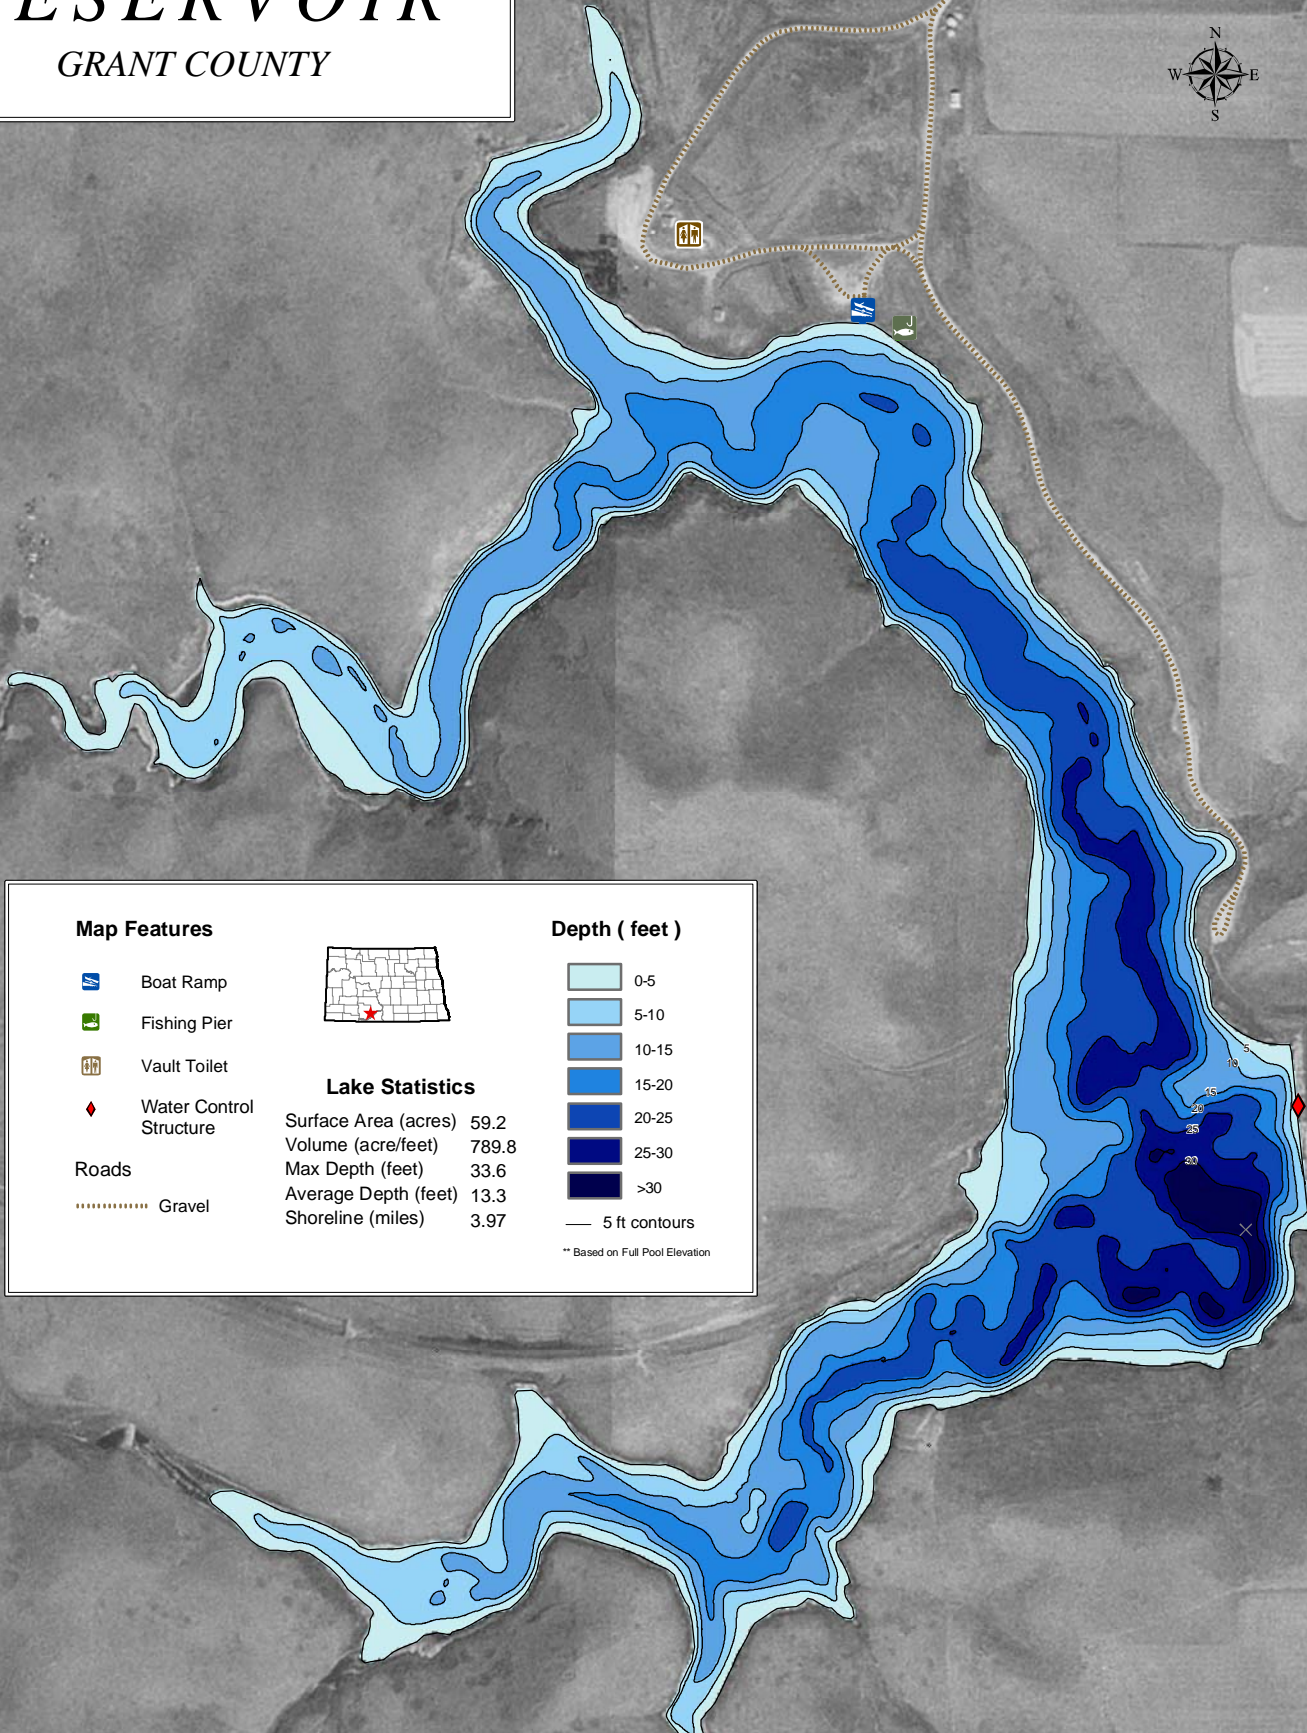 ESERVOIR
GRANT COUNTY
N
W E
S
5
10
15
20
25
30
Map Features
Boat Ramp
Fishing Pier
Vault Toilet
Water Control
Structure
Roads
Gravel
Lake Statistics
Surface Area (acres) 59.2
Volume (acre/feet) 789.8
Max Depth (feet) 33.6
Average Depth (feet) 13.3
Shoreline (miles) 3.97
Depth ( feet )
0-5
5-10
10-15
15-20
20-25
25-30
>30
5 ft contours
** Based on Full Pool Elevation